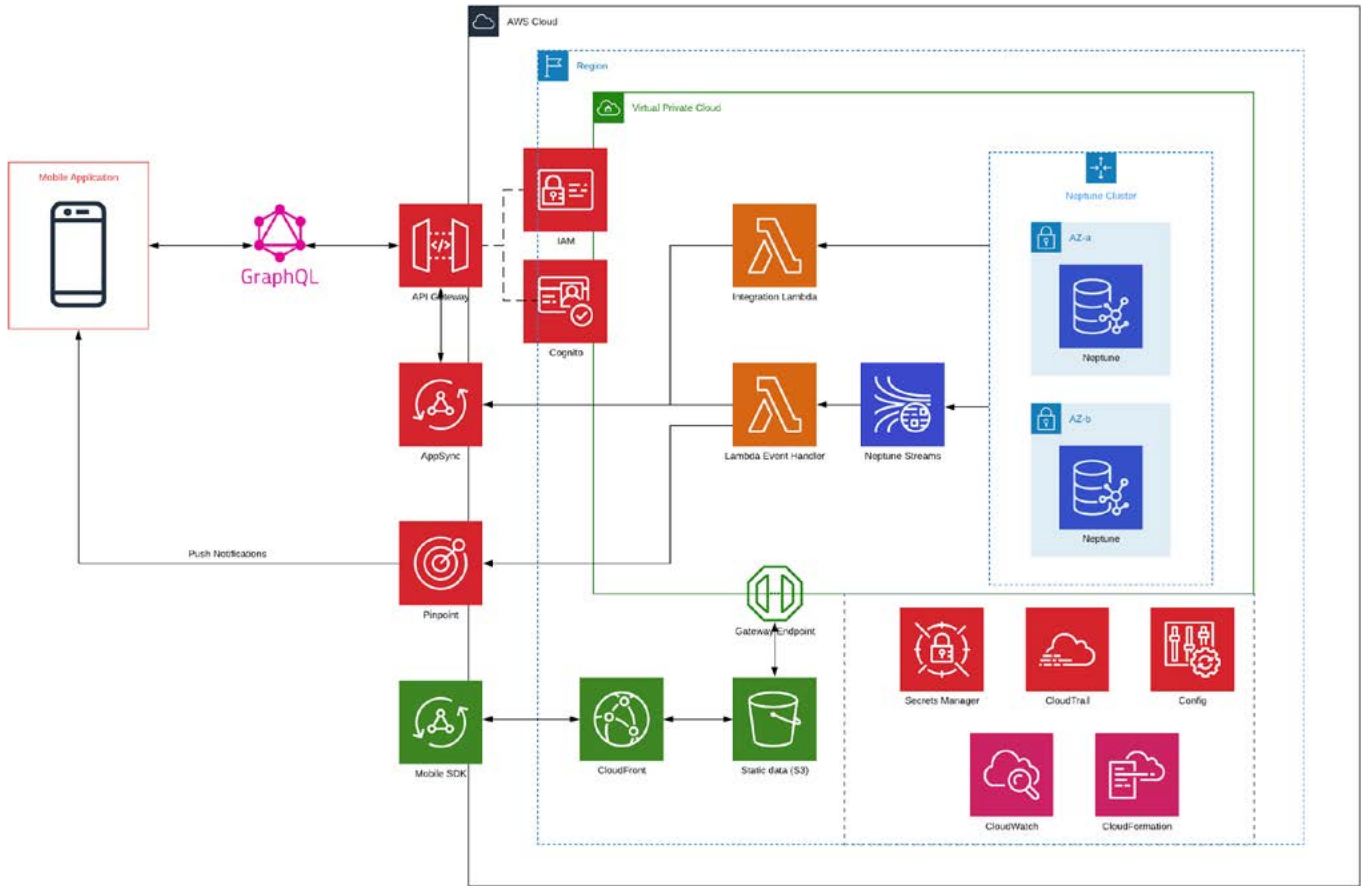 AWS Cloud
Region
Virtual Private Cloud
Mobile Application
GraphQL
API Gateway
IAM
Cognito
Integration Lambda
Neptune Cluster
AZ-a
Neptune
AppSync
Lambda Event Handler
Neptune Streams
AZ-b
Neptune
Push Notifications
Pinpoint
Gateway Endpoint
Secrets Manager
CloudTrail
Config
Mobile SDK
CloudFront
Static data (S3)
CloudWatch
CloudFormation